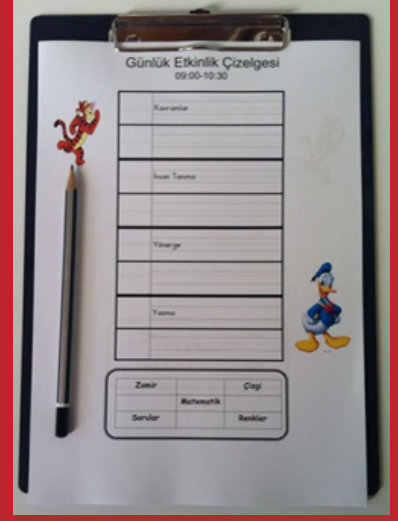 Günlük Etkinlik Çizelgesi
09:00-10:30
Kavramlar
İnsan Tanıma
Yönerge
Yazma
Zamir Çizgi
Matematik
Sorular Renkler